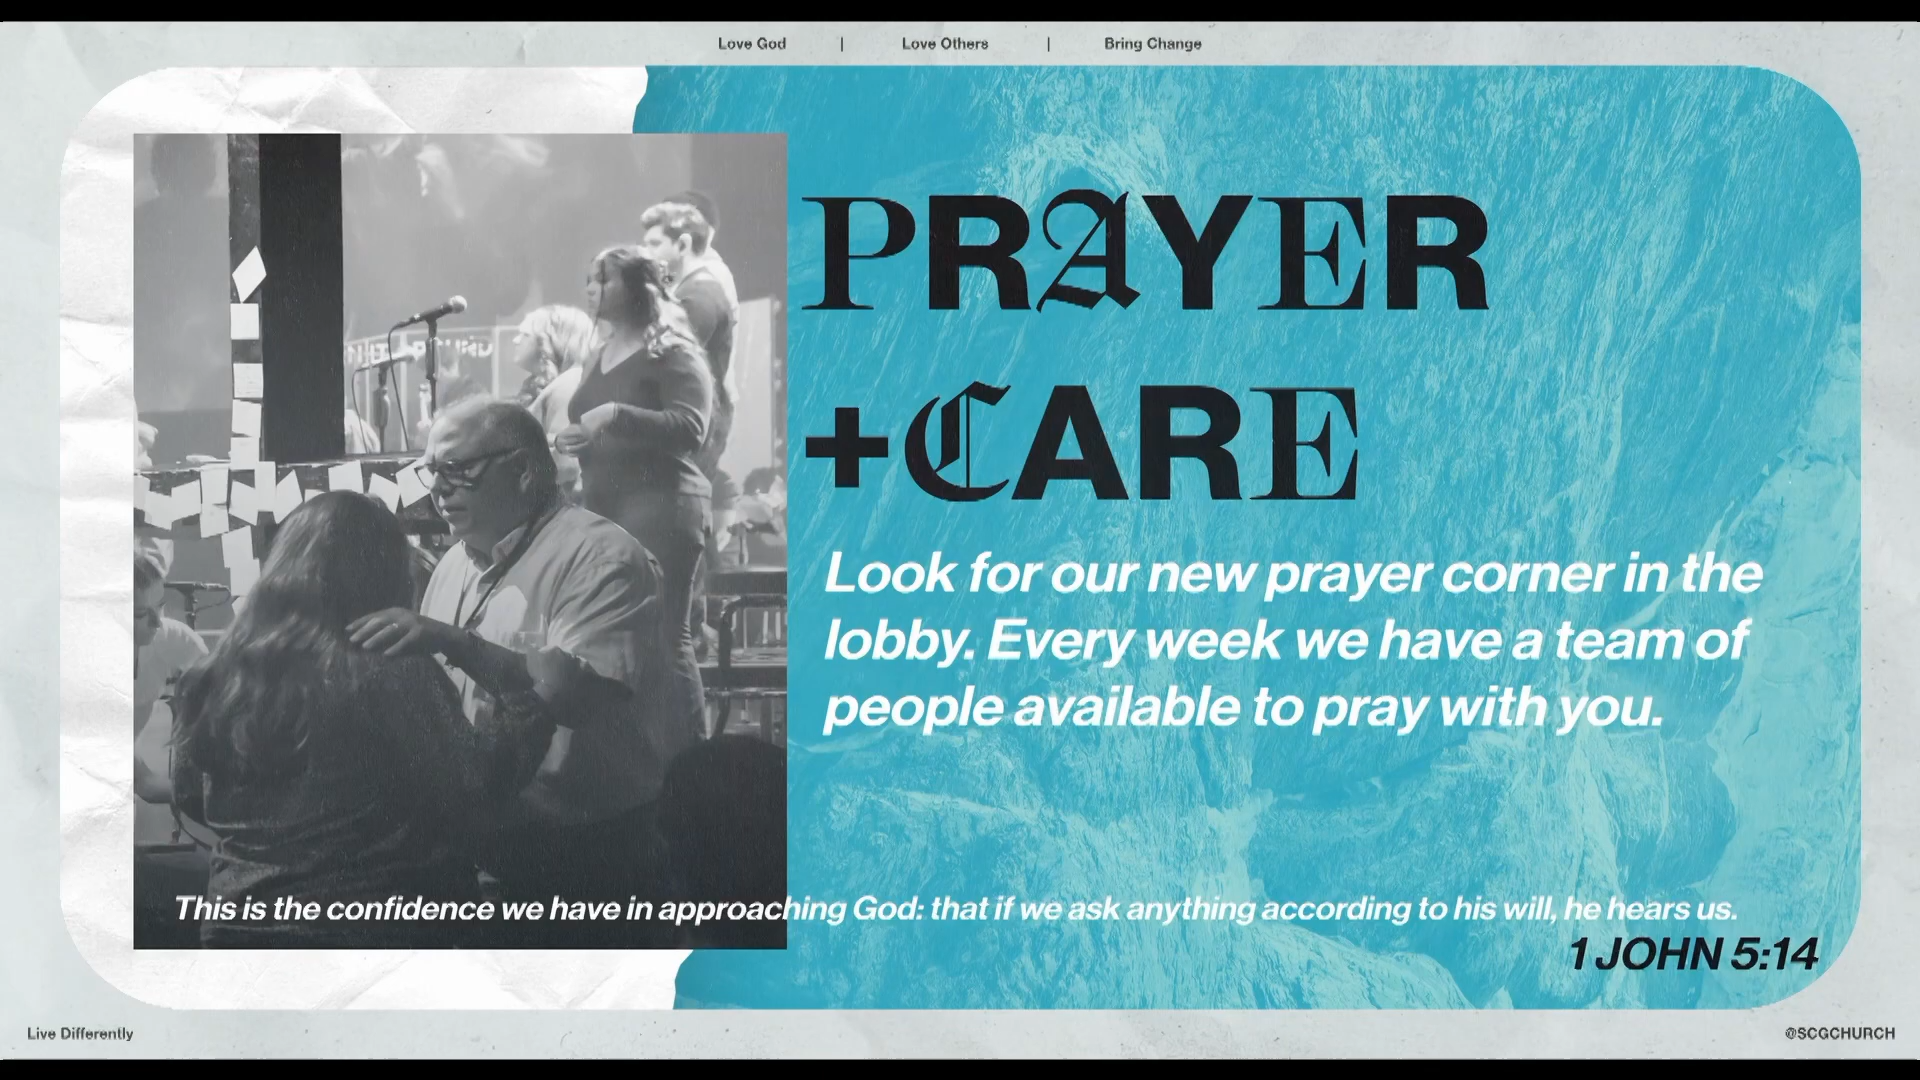 Love God | Love Others | Bring Change
PRAYER
+CARE
Look for our new prayer corner in the
lobby. Every week we have a team of
people available to pray with you.
This is the confidence we have in approaching God: that if we ask anything according to his will, he hears us.
1 JOHN 5:14
Live Differently
@SCGCHURCH